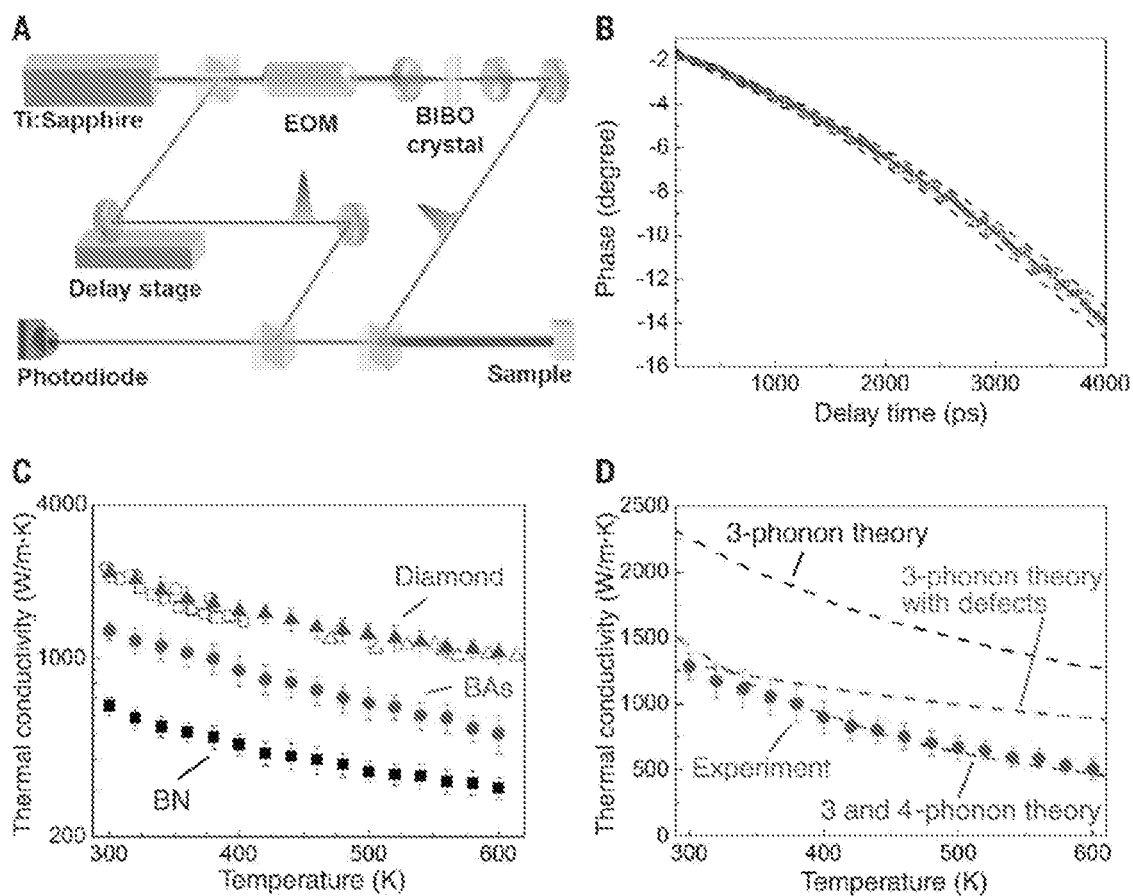 A
Ti:Sapphire
EOM
BIBO
crystal
Delay stage
Photodiode
Sample
B
Phase (degree)
-2
-4
-6
-8
-10
-12
-14
-16
1000
2000
3000
4000
Delay time (ps)
C
Thermal conductivity (W/m·K)
4000
1000
200
Diamond
BAs
BN
300
400
500
600
Temperature (K)
D
Thermal conductivity (W/m·K)
2500
2000
1500
1000
500
0
3-phonon theory
3-phonon theory
with defects
Experiment
3 and 4-phonon theory
300
400
500
600
Temperature (K)